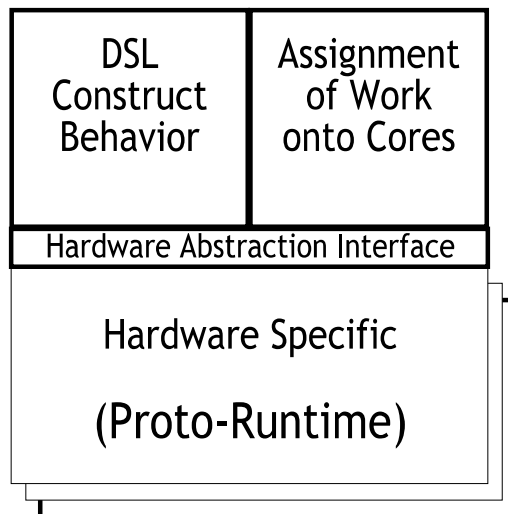 DSL
Construct
Behavior
Assignment
of Work
onto Cores
Hardware Abstraction Interface
Hardware Specific
(Proto-Runtime)